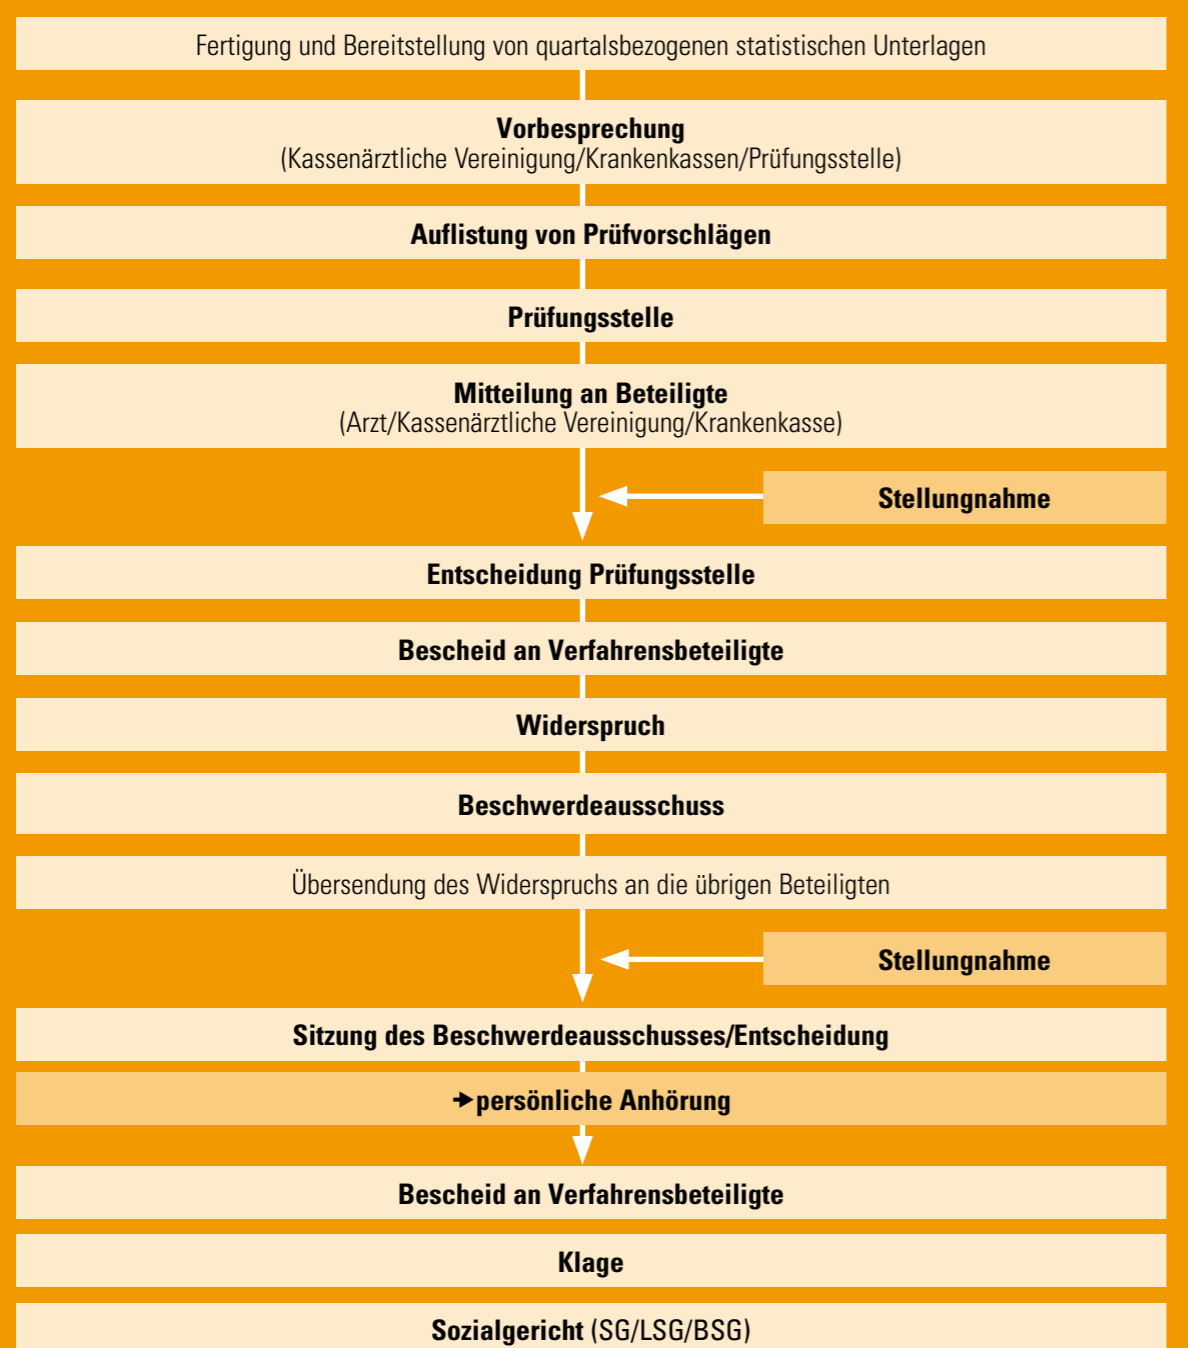 Fertigung und Bereitstellung von quartalsbezogenen statistischen Unterlagen
Vorbesprechung
(Kassenärztliche Vereinigung/Krankenkassen/Prüfungsstelle)
Auflistung von Prüfvorschlägen
Prüfungsstelle
Mitteilung an Beteiligte
(Arzt/Kassenärztliche Vereinigung/Krankenkasse)
Stellungnahme
Entscheidung Prüfungsstelle
Bescheid an Verfahrensbeteiligte
Widerspruch
Beschwerdeausschuss
Übersendung des Widerspruchs an die übrigen Beteiligten
Stellungnahme
Sitzung des Beschwerdeausschusses/Entscheidung
➔persönliche Anhörung
Bescheid an Verfahrensbeteiligte
Klage
Sozialgericht (SG/LSG/BSG)